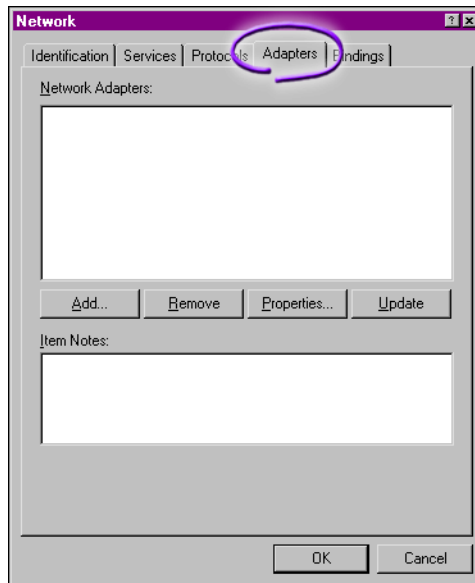 Network
Identification Services Protocols Adapters Bindings
Network Adapters:
Add... Remove Properties... Update
Item Notes:
OK Cancel